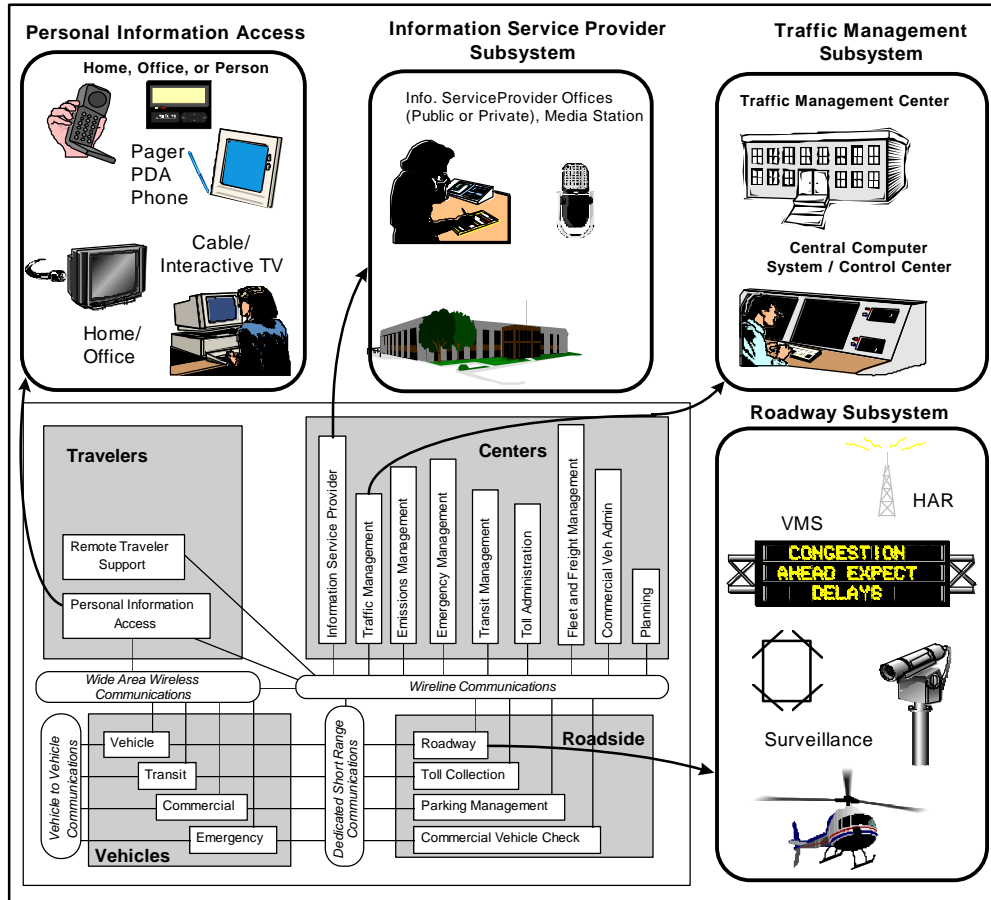 Personal Information Access
Home, Office, or Person
Pager
PDA
Phone
Cable/
Interactive TV
Home/
Office
Information Service Provider
Subsystem
Info. ServiceProvider Offices
(Public or Private), Media Station
Traffic Management
Subsystem
Traffic Management Center
Central Computer
System / Control Center
Roadway Subsystem
HAR
VMS
CONGESTION
AHEAD EXPECT
DELAYS
Surveillance
Travelers
Remote Traveler
Support
Personal Information
Access
Centers
Information Service Provider
Traffic Management
Emissions Management
Emergency Management
Transit Management
Toll Administration
Fleet and Freight Management
Commercial Veh Admin
Planning
Wide Area Wireless
Communications
Wireline Communications
Vehicle to Vehicle
Communications
Vehicle
Transit
Commercial
Emergency
Vehicles
Dedicated Short Range
Communications
Roadside
Roadway
Toll Collection
Parking Management
Commercial Vehicle Check